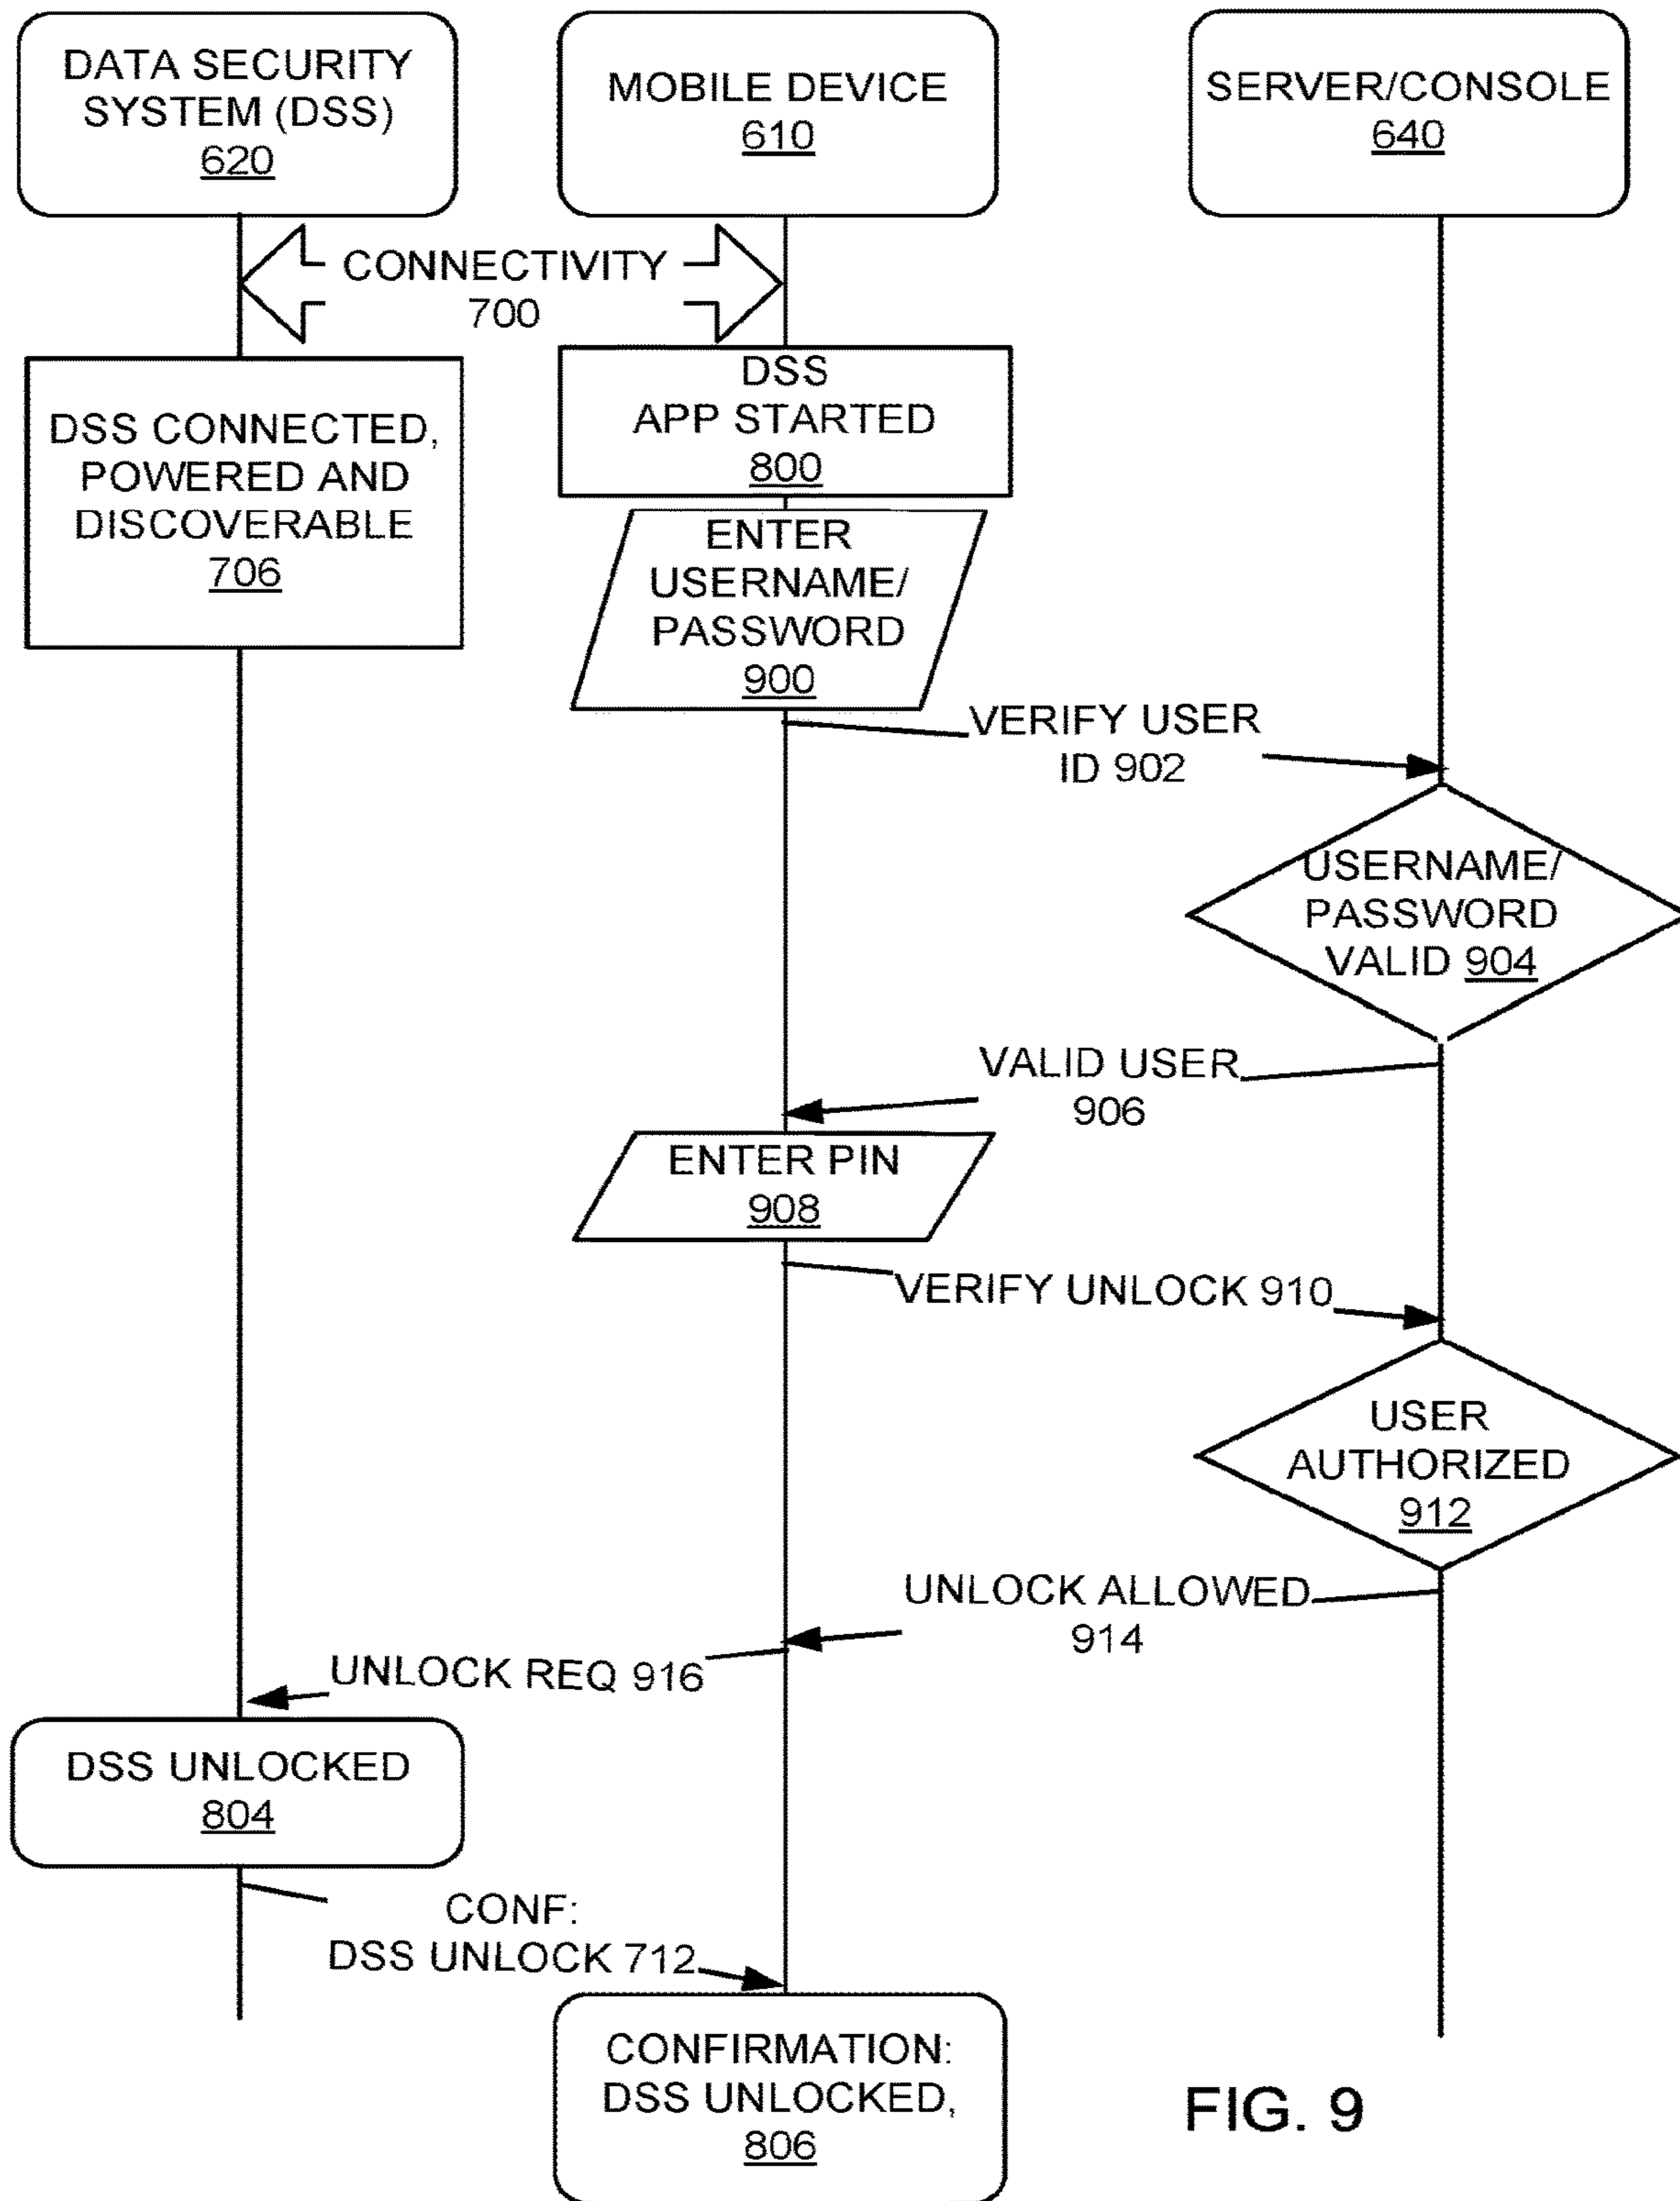 DATA SECURITY
SYSTEM (DSS)
620
MOBILE DEVICE
610
SERVER/CONSOLE
640
CONNECTIVITY
700
DSS CONNECTED,
POWERED AND
DISCOVERABLE
706
DSS
APP STARTED
800
ENTER
USERNAME/
PASSWORD
900
VERIFY USER
ID 902
USERNAME/
PASSWORD
VALID 904
VALID USER
906
ENTER PIN
908
VERIFY UNLOCK 910
USER
AUTHORIZED
912
UNLOCK ALLOWED
914
UNLOCK REQ 916
DSS UNLOCKED
804
CONF:
DSS UNLOCK 712
CONFIRMATION:
DSS UNLOCKED,
806
FIG. 9